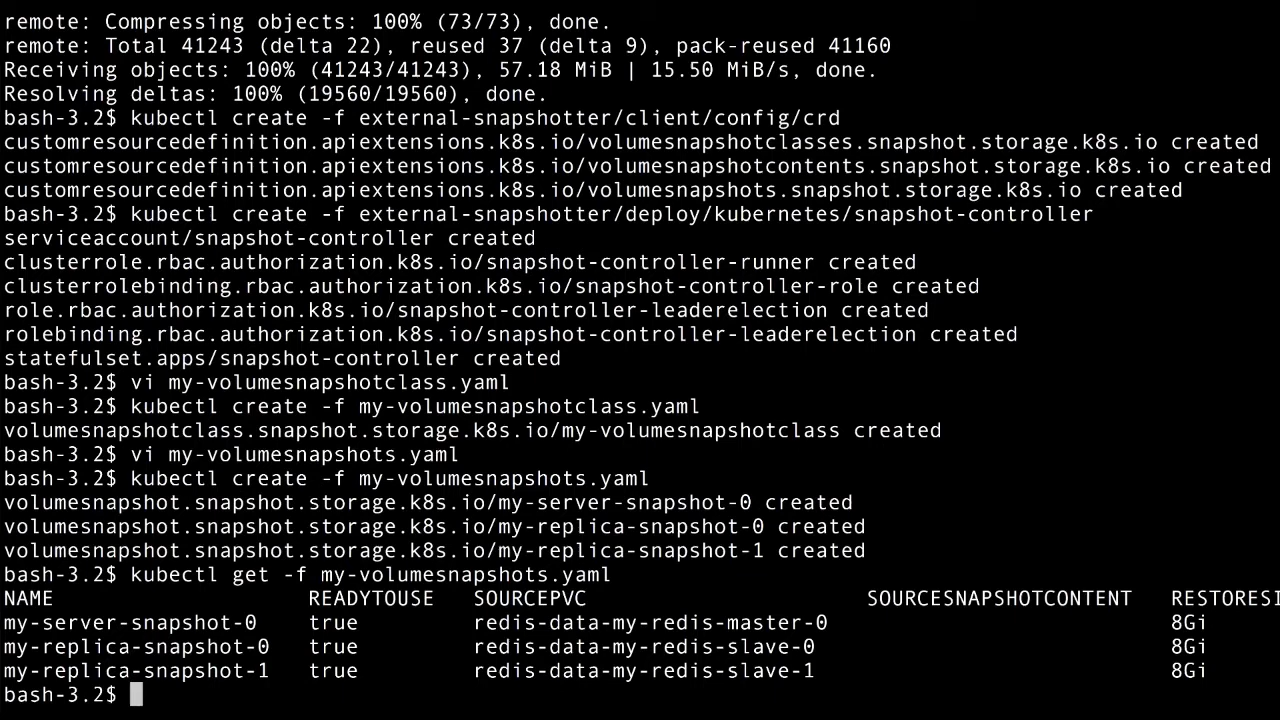 remote: Compressing objects: 100% (73/73), done.
remote: Total 41243 (delta 22), reused 37 (delta 9), pack-reused 41160
Receiving objects: 100% (41243/41243), 57.18 MiB | 15.50 MiB/s, done.
Resolving deltas: 100% (19560/19560), done.
bash-3.2$ kubectl create -f external-snapshotter/client/config/crd
customresourcedefinition.apiextensions.k8s.io/volumesnapshotclasses.snapshot.storage.k8s.io created
customresourcedefinition.apiextensions.k8s.io/volumesnapshotcontents.snapshot.storage.k8s.io created
customresourcedefinition.apiextensions.k8s.io/volumesnapshots.snapshot.storage.k8s.io created
bash-3.2$ kubectl create -f external-snapshotter/deploy/kubernetes/snapshot-controller
serviceaccount/snapshot-controller created
clusterrole.rbac.authorization.k8s.io/snapshot-controller-runner created
clusterrolebinding.rbac.authorization.k8s.io/snapshot-controller-role created
role.rbac.authorization.k8s.io/snapshot-controller-leaderelection created
rolebinding.rbac.authorization.k8s.io/snapshot-controller-leaderelection created
statefulset.apps/snapshot-controller created
bash-3.2$ vi my-volumesnapshotclass.yaml
bash-3.2$ kubectl create -f my-volumesnapshotclass.yaml
volumesnapshotclass.snapshot.storage.k8s.io/my-volumesnapshotclass created
bash-3.2$ vi my-volumesnapshots.yaml
bash-3.2$ kubectl create -f my-volumesnapshots.yaml
volumesnapshot.snapshot.storage.k8s.io/my-server-snapshot-0 created
volumesnapshot.snapshot.storage.k8s.io/my-replica-snapshot-0 created
volumesnapshot.snapshot.storage.k8s.io/my-replica-snapshot-1 created
bash-3.2$ kubectl get -f my-volumesnapshots.yaml
NAME READYTOUSE SOURCEPVC SOURCESNAPSHOTCONTENT RESTORESI
my-server-snapshot-0 true redis-data-my-redis-master-0 8Gi
my-replica-snapshot-0 true redis-data-my-redis-slave-0 8Gi
my-replica-snapshot-1 true redis-data-my-redis-slave-1 8Gi
bash-3.2$